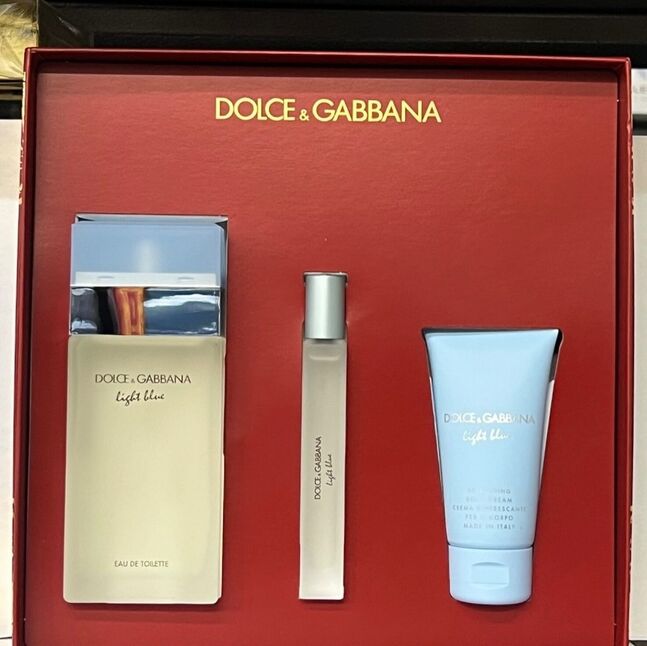 DOLCE & GABBANA
DOLCE & GABBANA
light blue
EAU DE TOILETTE
DOLCE & GABBANA
light blue
DOLCE & GABBANA
light blue
CREMA RINFRESCANTE
PER IL CORPO
MADE IN ITALY